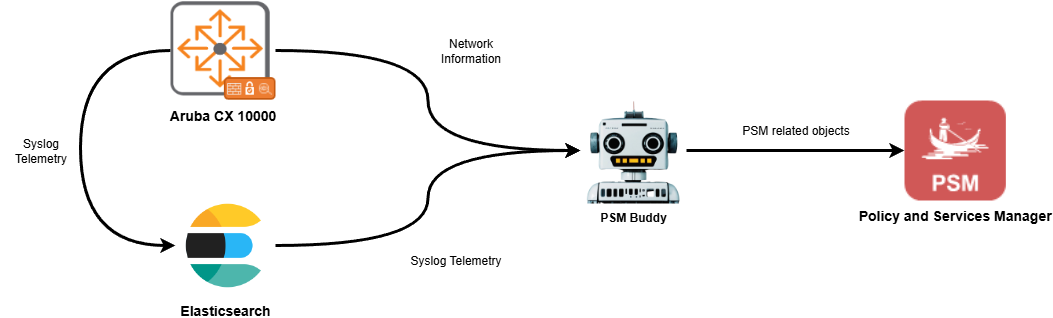 Network
Information
Aruba CX 10000
Syslog
Telemetry
PSM related objects
PSM
PSM Buddy
Policy and Services Manager
Syslog Telemetry
Elasticsearch